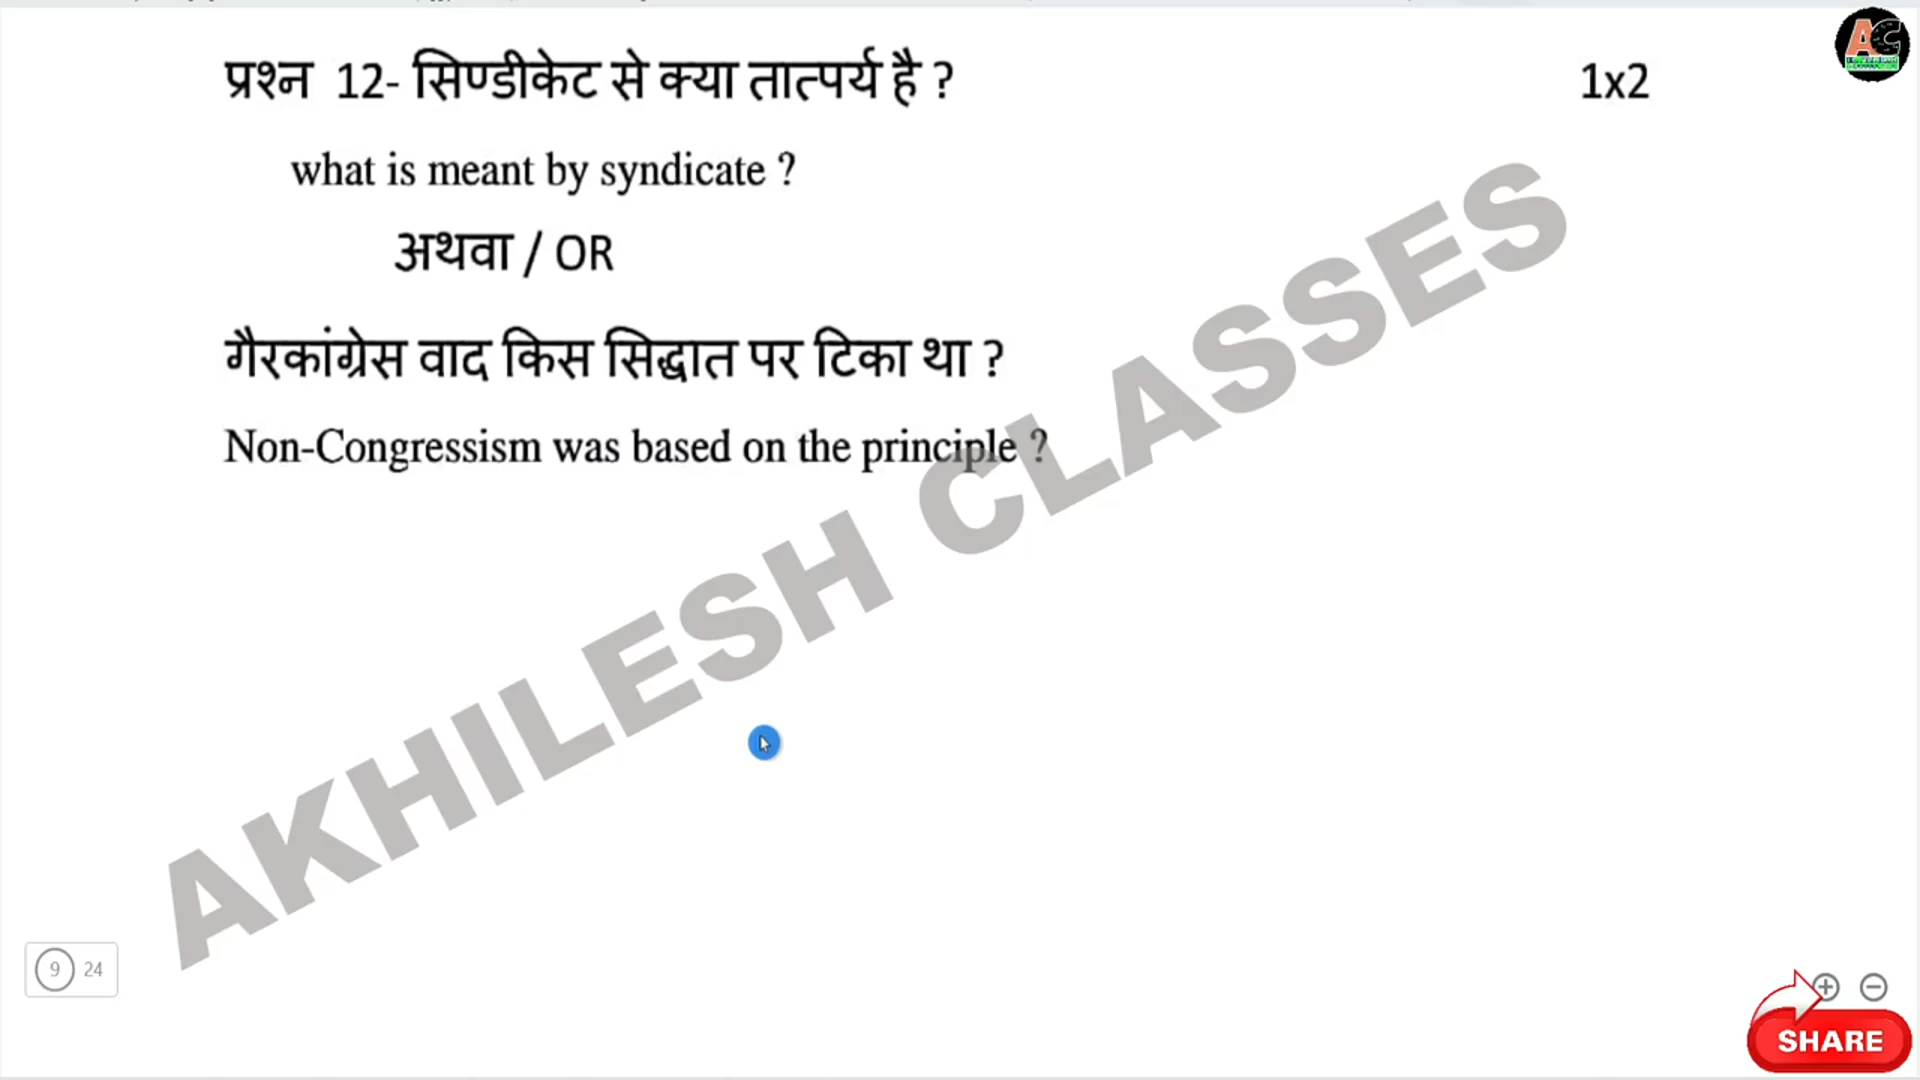 प्रश्न 12- सिण्डीकेट से क्या तात्पर्य है ? 1x2
what is meant by syndicate ?
अथवा / OR
गैरकांग्रेस वाद किस सिद्धात पर टिका था ?
Non-Congressism was based on the principle ?
AKHILESH CLASSES
9 24
SHARE
AC